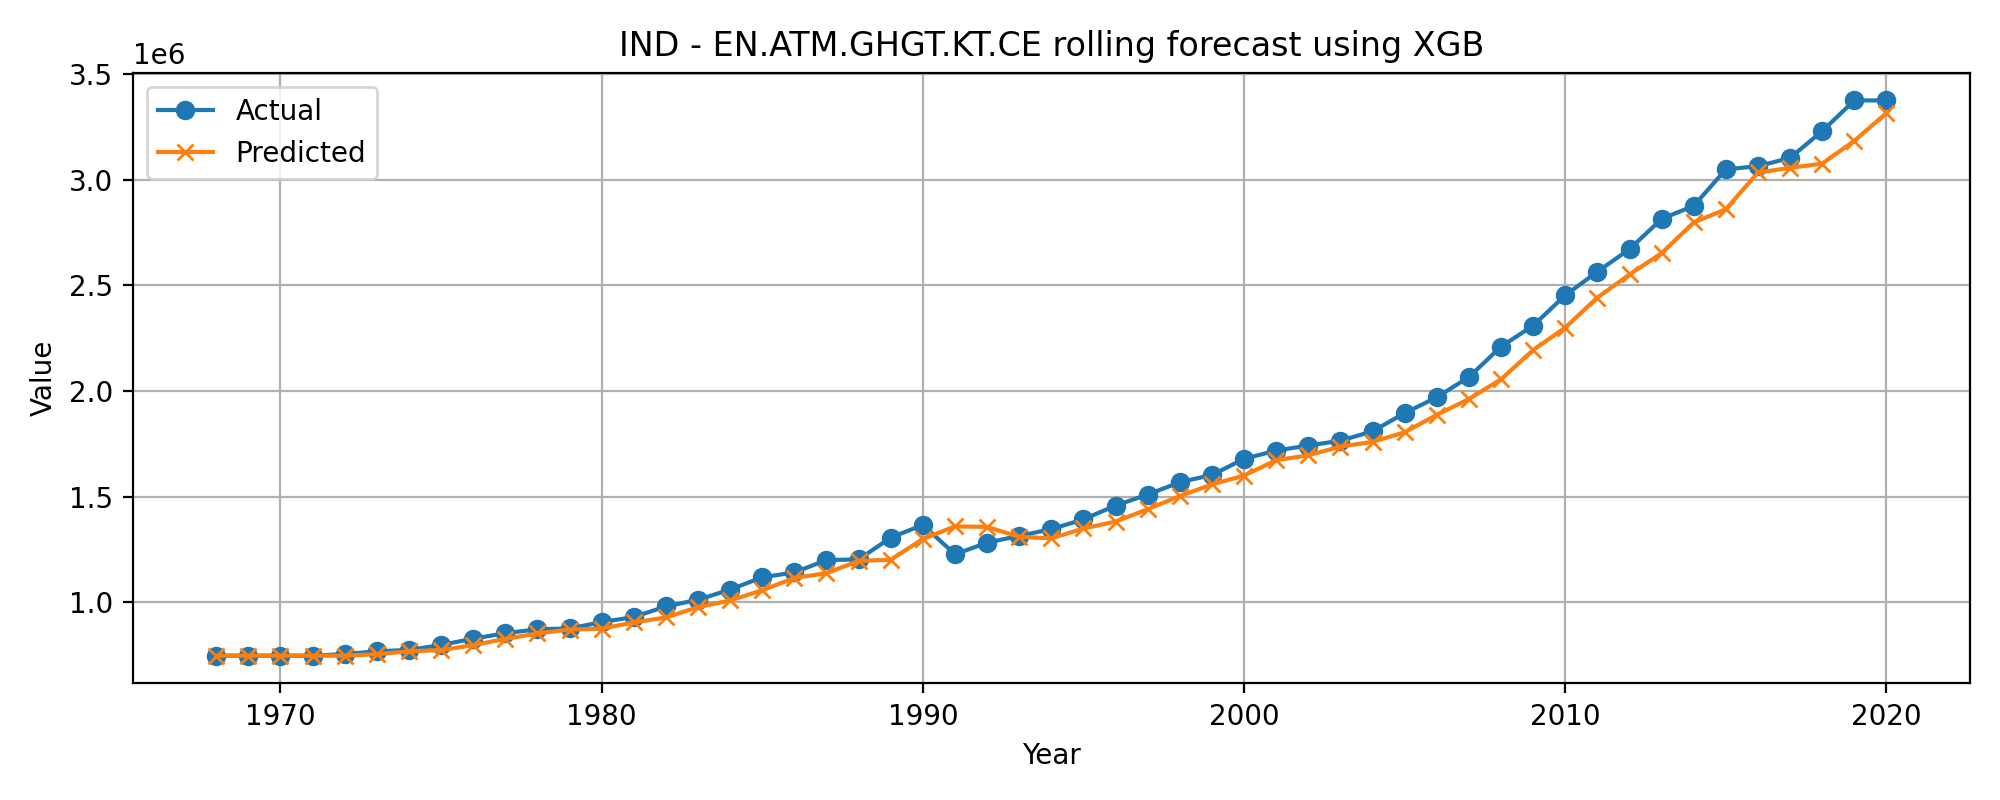 IND - EN.ATM.GHGT.KT.CE rolling forecast using XGB
1e6
3.5
3.0
2.5
2.0
1.5
1.0
Value
Actual
Predicted
1970 1980 1990 2000 2010 2020
Year